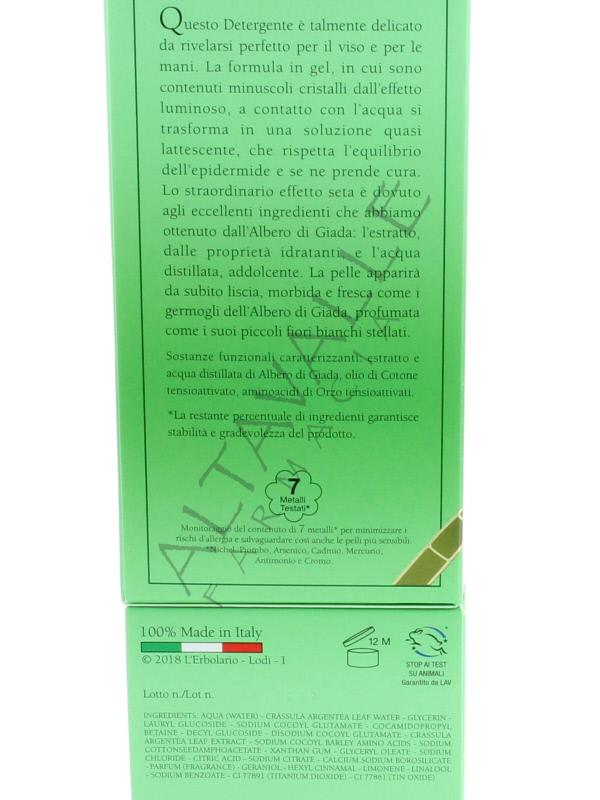 Questo Detergente è talmente delicato
da rivelarsi perfetto per il viso e per le
mani. La formula in gel, in cui sono
contenuti minuscoli cristalli dall'effetto
luminoso, a contatto con l'acqua si
trasforma in una soluzione quasi
lattescente, che rispetta l'equilibrio
dell'epidermide e se ne prende cura.
Lo straordinario effetto seta è dovuto
agli eccellenti ingredienti che abbiamo
ottenuto dall'Albero di Giada: l'estratto,
dalle proprietà idratanti, e l'acqua
distillata, addolcente. La pelle apparirà
da subito liscia, morbida e fresca come i
germogli dell'Albero di Giada, profumata
come i suoi piccoli fiori bianchi stellati.
Sostanze funzionali caratterizzanti: estratto e
acqua distillata di Albero di Giada, olio di Cotone
tensioattivato, aminoacidi di Orzo tensioattivati.
*La restante percentuale di ingredienti garantisce
stabilità e gradevolezza del prodotto.
7
Metalli
Testati*
Monitoraggio del contenuto di 7 metalli* per minimizzare i
rischi d'allergia e salvaguardare così anche le pelli più sensibili.
*Nichel, Piombo, Arsenico, Cadmio, Mercurio,
Antimonio e Cromo.
ALTAVALLE
FARMACIA
100% Made in Italy
© 2018 L'Erbolario - Lodi - I
12 M
STOP AI TEST
SU ANIMALI
Garantito da LAV
Lotto n./Lot n.
INGREDIENTS: AQUA (WATER) - CRASSULA ARGENTEA LEAF WATER - GLYCERIN -
LAURYL GLUCOSIDE - SODIUM COCOYL GLUTAMATE - COCAMIDOPROPYL
BETAINE - DECYL GLUCOSIDE - DISODIUM COCOYL GLUTAMATE - CRASSULA
ARGENTEA LEAF EXTRACT - SODIUM COCOYL BARLEY AMINO ACIDS - SODIUM
COTTONSEEDAMPHOACETATE - XANTHAN GUM - GLYCERYL OLEATE - SODIUM
CHLORIDE - CITRIC ACID - SODIUM CITRATE - CALCIUM SODIUM BOROSILICATE
- PARFUM (FRAGRANCE) - GERANIOL - HEXYL CINNAMAL - LIMONENE - LINALOOL
- SODIUM BENZOATE - CI 77891 (TITANIUM DIOXIDE) - CI 77861 (TIN OXIDE)